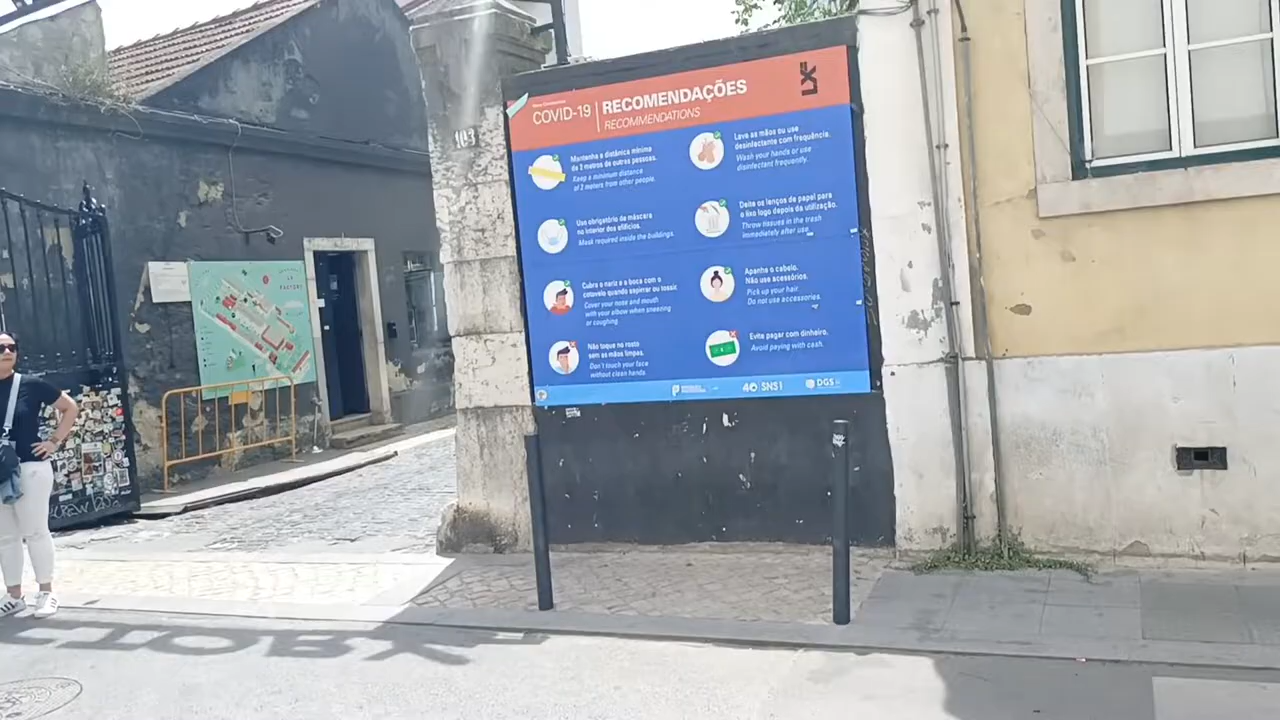 COVID-19
RECOMENDAÇÕES
RECOMMENDATIONS
LX
103
Mantenha a distância mínima
de 2 metros de outras pessoas.
Keep a minimum distance
of 2 meters from other people.
Lave as mãos ou use
desinfectante com frequência.
Wash your hands or use
disinfectant frequently.
Uso obrigatório de máscara
no interior dos edifícios.
Mask required inside the buildings.
Deite os lenços de papel para
o lixo logo depois da utilização.
Throw tissues in the trash
immediately after use.
Cubra o nariz e a boca com o
cotovelo quando espirrar ou tossir.
Cover your nose and mouth
with your elbow when sneezing
or coughing.
Apanhe o cabelo.
Não use acessórios.
Pick up your hair.
Do not use accessories.
Não toque no rosto
sem as mãos limpas.
Don't touch your face
without clean hands.
Evite pagar com dinheiro.
Avoid paying with cash.
SNS
DGS
FACTORY